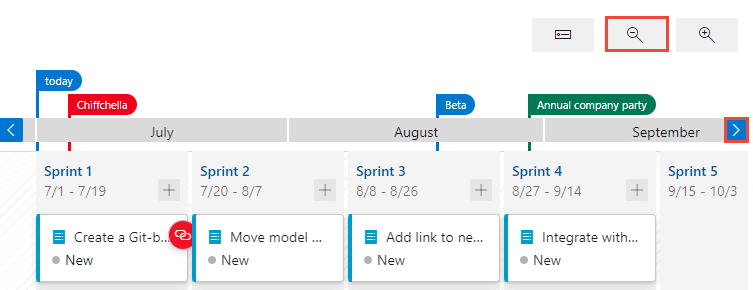 today
Chiffchella
Beta
Annual company party
July
August
September
Sprint 1
7/1 - 7/19
Sprint 2
7/20 - 8/7
Sprint 3
8/8 - 8/26
Sprint 4
8/27 - 9/14
Sprint 5
9/15 - 10/3
Create a Git-b...
New
Move model ...
New
Add link to ne...
New
Integrate with...
New